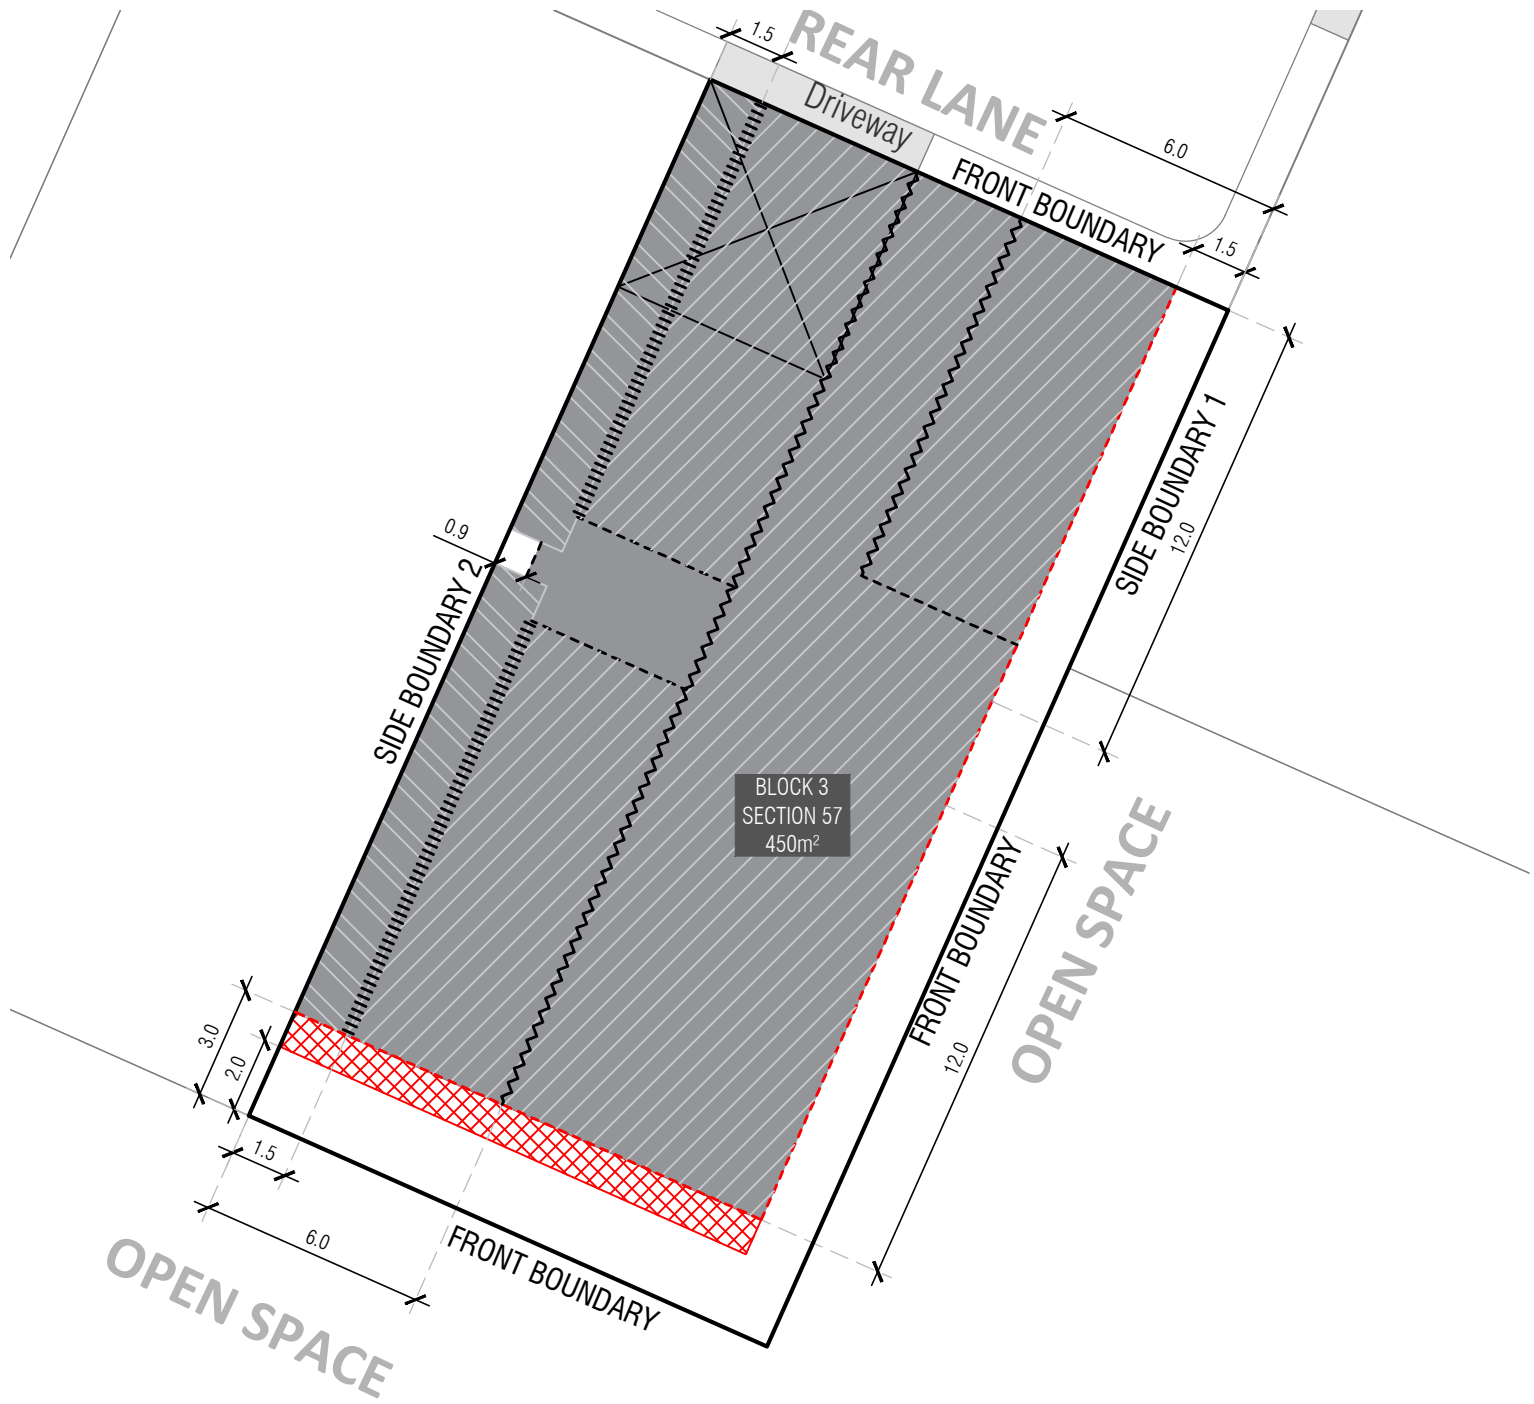 1.5
REAR LANE
Driveway
6.0
FRONT BOUNDARY
1.5
SIDE BOUNDARY 1
12.0
0.9
SIDE BOUNDARY 2
BLOCK 3
SECTION 57
450m²
FRONT BOUNDARY
OPEN SPACE
12.0
3.0
2.0
1.5
6.0
FRONT BOUNDARY
OPEN SPACE